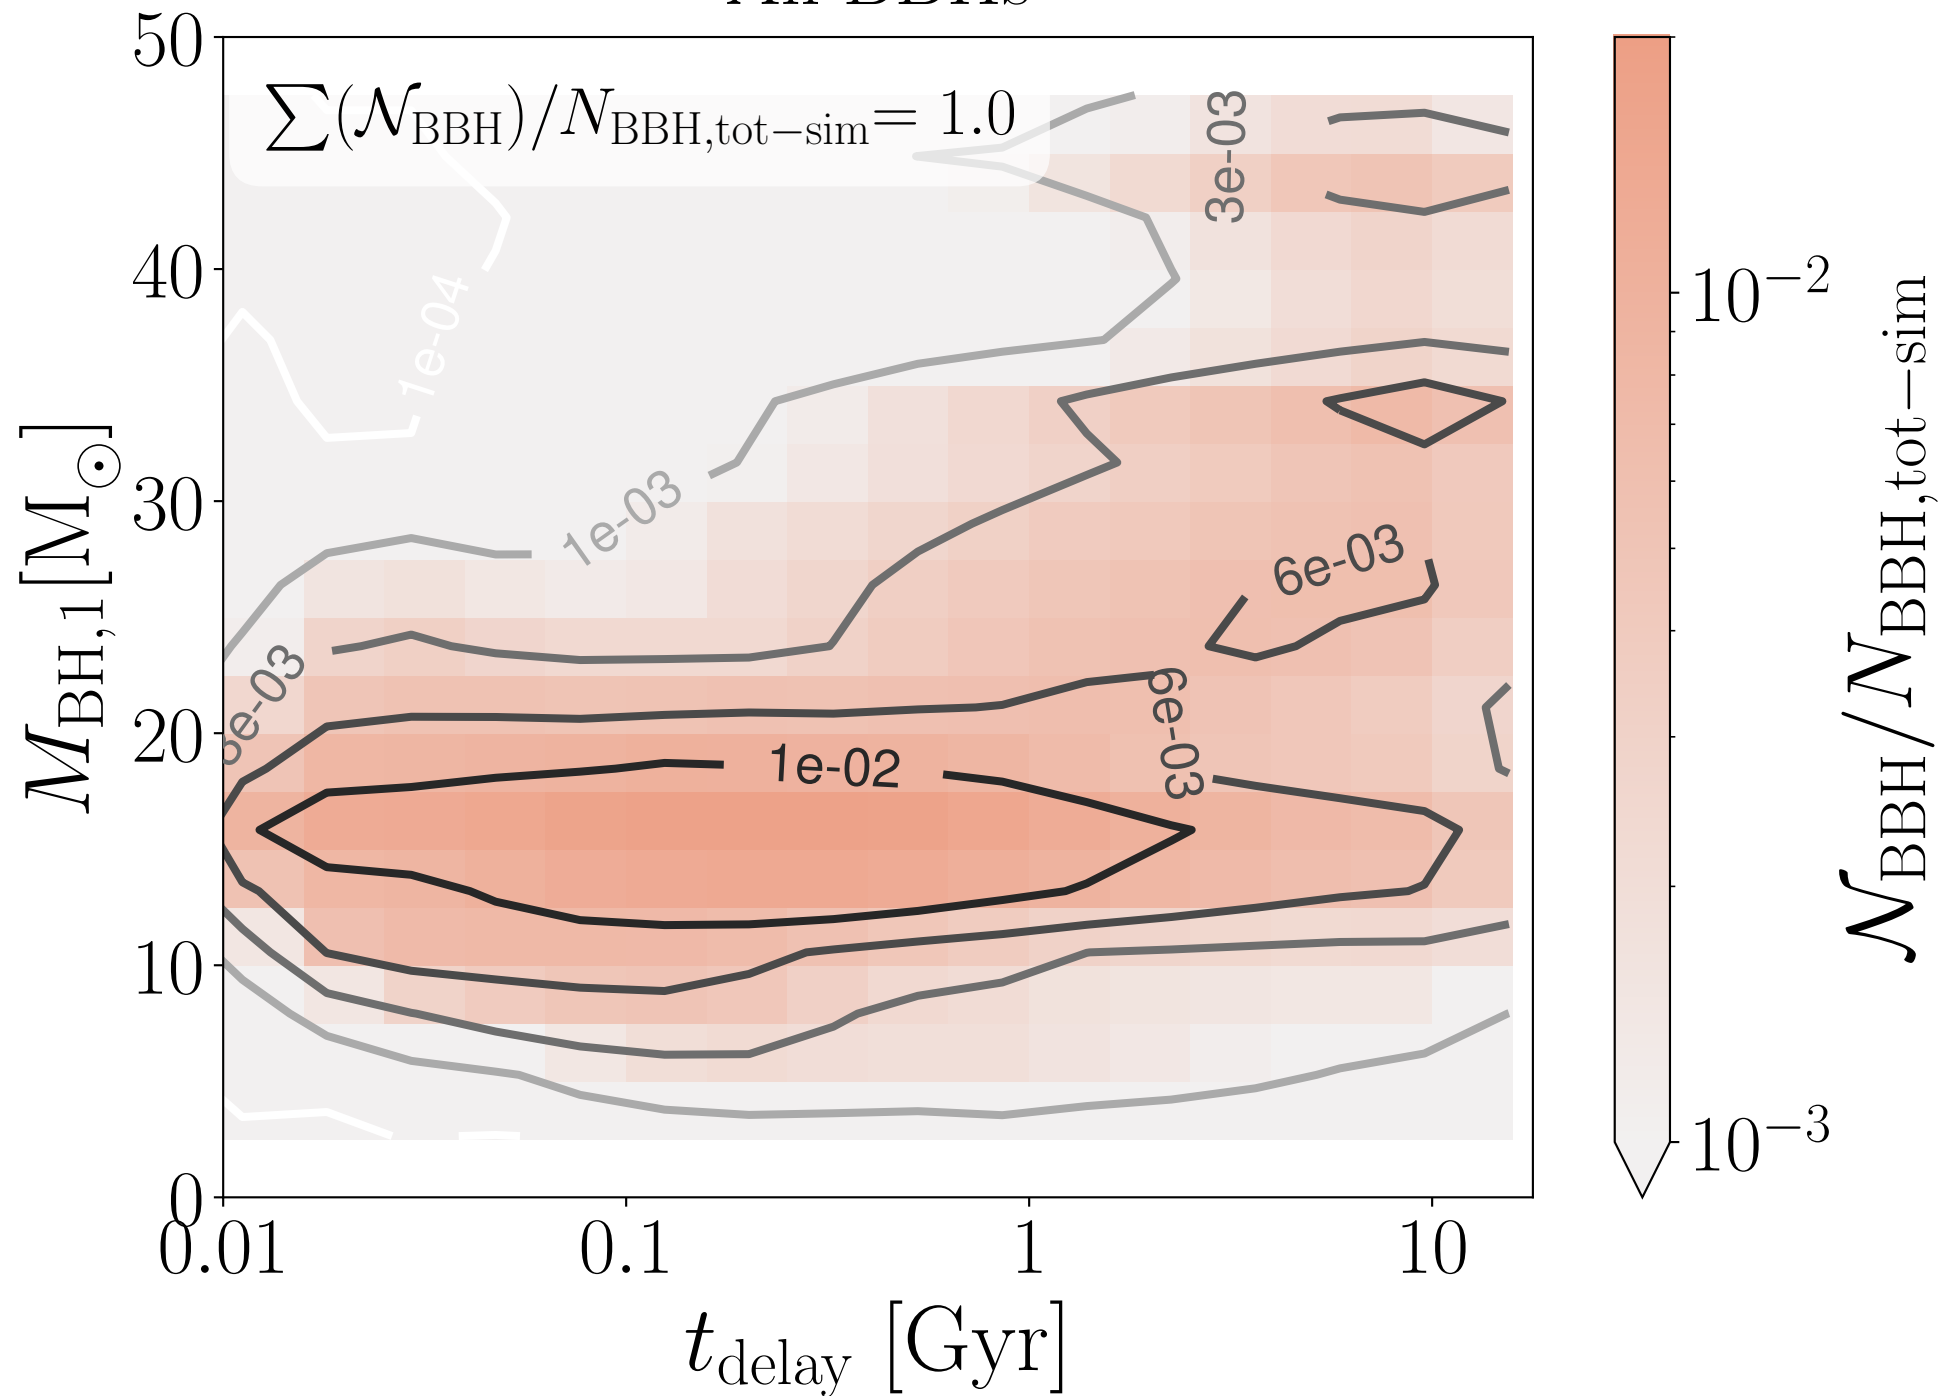 50
∑(𝒩BBH)/NBBH,tot−sim= 1.0
3e-03
10−2
40
1e-04
MBH,1[M⊙]
30
1e-03
6e-03
3e-03
6e-03
20
1e-02
𝒩BBH/NBBH,tot−sim
10
10−3
0
0.01 0.1 1 10
tdelay [Gyr]